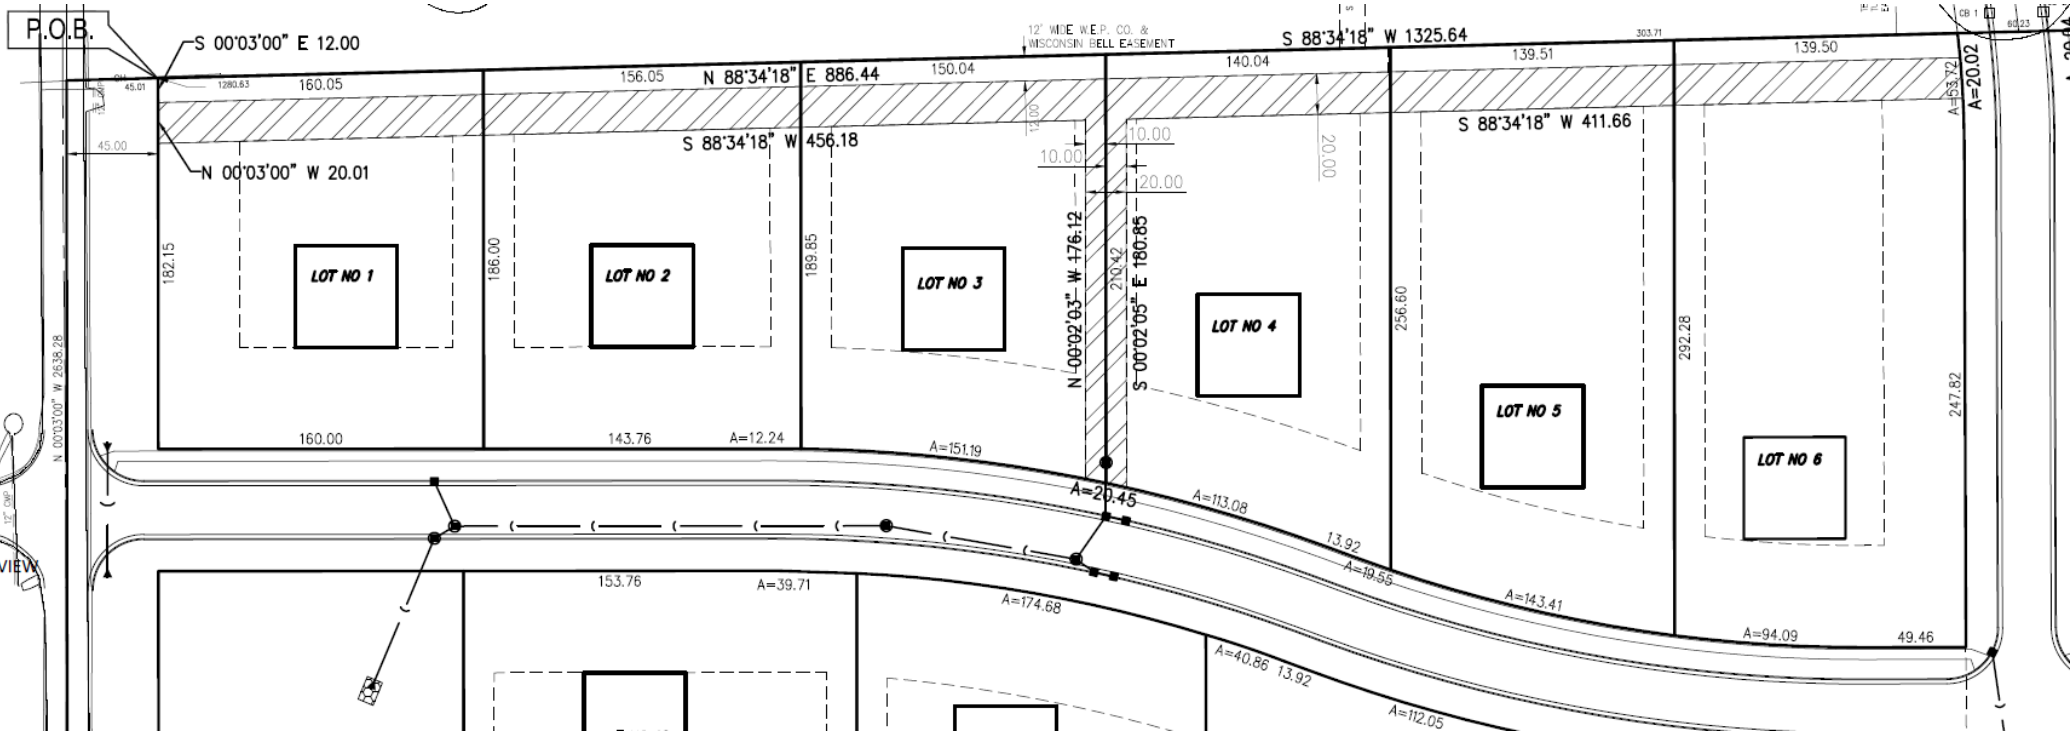 P.O.B.
S 00°03'00" E 12.00
12' WIDE W.E.P. CO. &
WISCONSIN BELL EASEMENT
S 88°34'18" W 1325.64
303.71
CB 1
60.23
A=20.02
45.01
1280.63
160.05
156.05
N 88°34'18" E 886.44
150.04
140.04
139.51
139.50
A=53.72
12.00
S 88°34'18" W 456.18
S 88°34'18" W 411.66
10.00
10.00
20.00
20.00
45.00
N 00°03'00" W 20.01
182.15
186.00
189.85
N 00°02'03" W 176.12
210.42
S 00°02'05" E 180.85
256.60
292.28
247.82
LOT NO 1
LOT NO 2
LOT NO 3
LOT NO 4
LOT NO 5
LOT NO 6
N 00°03'00" W 2638.28
160.00
143.76
A=12.24
A=151.19
A=20.45
A=113.08
13.92
A=19.55
A=143.41
A=94.09
49.46
12" CMP
VIEW
153.76
A=39.71
A=174.68
A=40.86
13.92
A=112.05